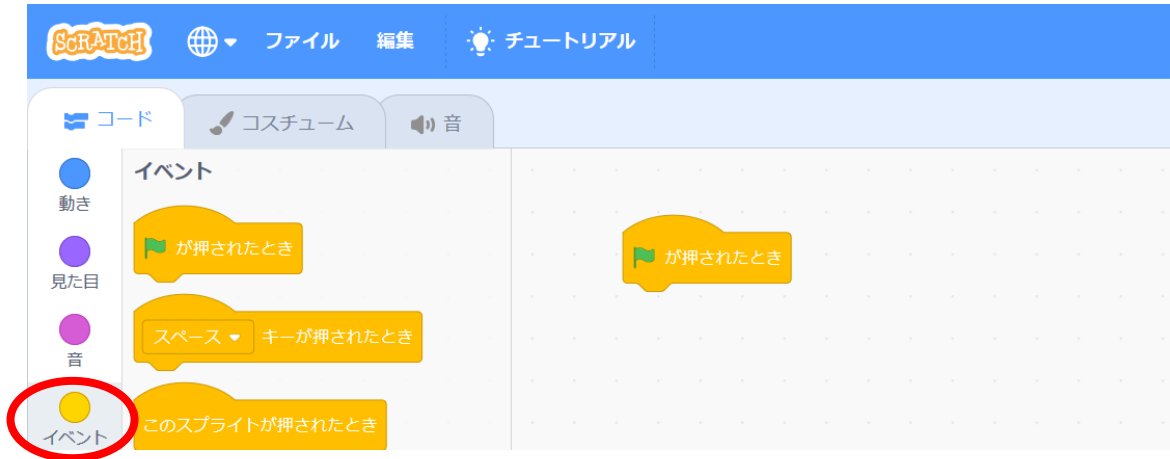 SCRATCH ファイル 編集 チュートリアル
コード コスチューム 音
動き
見た目
音
イベント
イベント
が押されたとき
スペース キーが押されたとき
このスプライトが押されたとき
が押されたとき